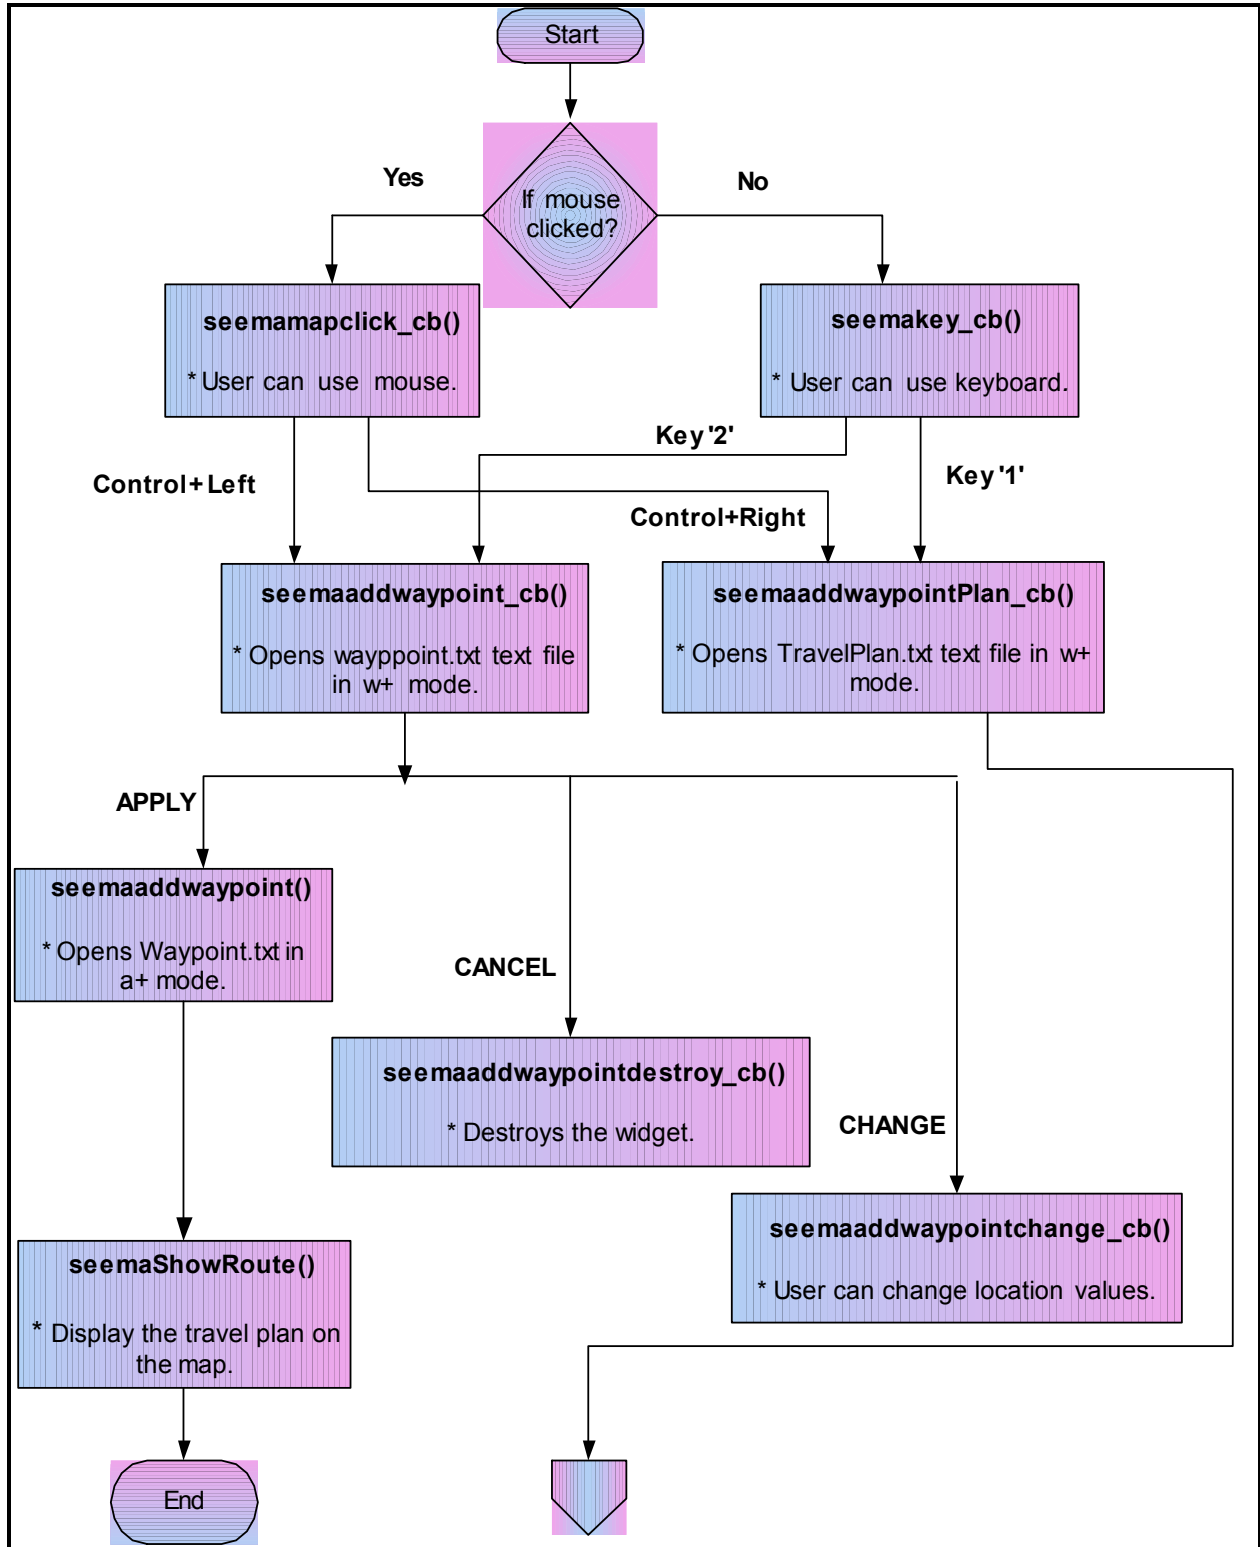 Start
If mouse
clicked?
Yes
No
seemamapclick_cb()
* User can use mouse.
seemakey_cb()
* User can use keyboard.
Control+Left
Key '2'
Control+Right
Key '1'
seemaaddwaypoint_cb()
* Opens wayppoint.txt text file
in w+ mode.
seemaaddwaypointPlan_cb()
* Opens TravelPlan.txt text file in w+
mode.
APPLY
seemaaddwaypoint()
* Opens Waypoint.txt in
a+ mode.
CANCEL
seemaaddwaypointdestroy_cb()
* Destroys the widget.
CHANGE
seemaaddwaypointchange_cb()
* User can change location values.
seemaShowRoute()
* Display the travel plan on
the map.
End